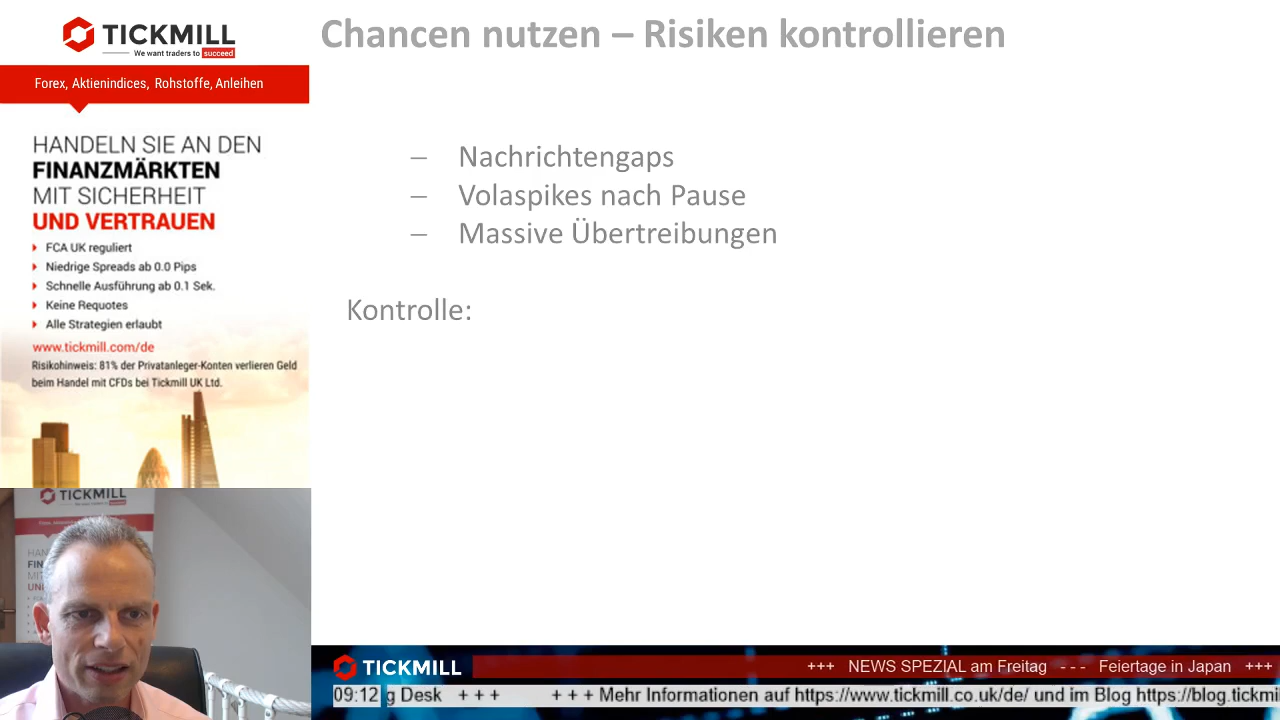 TICKMILL
We want traders to succeed
Forex, Aktienindices, Rohstoffe, Anleihen
HANDELN SIE AN DEN
FINANZMÄRKTEN
MIT SICHERHEIT
UND VERTRAUEN
FCA UK reguliert
Niedrige Spreads ab 0.0 Pips
Schnelle Ausführung ab 0.1 Sek.
Keine Requotes
Alle Strategien erlaubt
www.tickmill.com/de
Risikohinweis: 81% der Privatanleger-Konten verlieren Geld
beim Handel mit CFDs bei Tickmill UK Ltd.
Chancen nutzen – Risiken kontrollieren
– Nachrichtengaps
– Volaspikes nach Pause
– Massive Übertreibungen
Kontrolle:
TICKMILL
TICKMILL
+++ NEWS SPEZIAL am Freitag - - - Feiertage in Japan +++
09:12 g Desk + + + + + + Mehr Informationen auf https://www.tickmill.co.uk/de/ und im Blog https://blog.tickmil